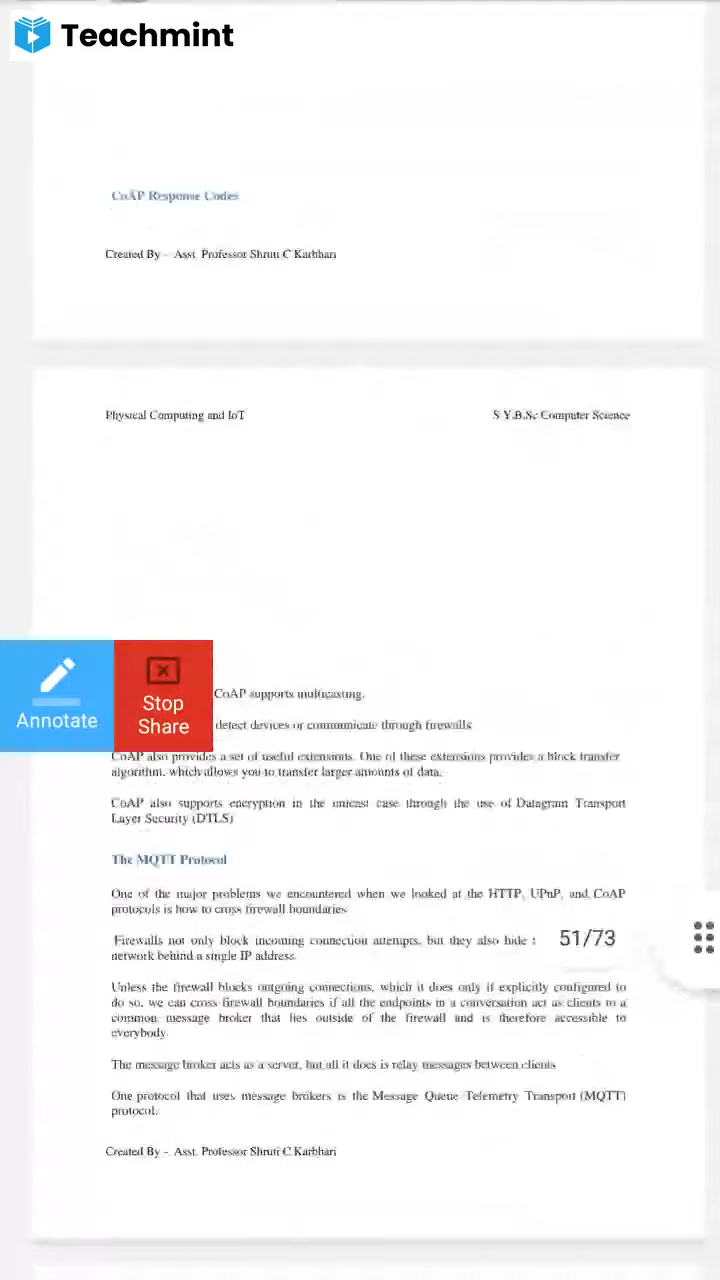 Teachmint
CoAP Response Codes
Created By – Asst. Professor Shruti C Karbhari
Physical Computing and IoT
S.Y.B.Sc Computer Science
CoAP supports multicasting.
detect devices or communicate through firewalls
CoAP also provides a set of useful extensions. One of these extensions provides a block transfer
algorithm, which allows you to transfer larger amounts of data.
CoAP also supports encryption in the unicast case through the use of Datagram Transport
Layer Security (DTLS)
The MQTT Protocol
One of the major problems we encountered when we looked at the HTTP, UPnP, and CoAP
protocols is how to cross firewall boundaries
Firewalls not only block incoming connection attempts, but they also hide
network behind a single IP address
51/73
Unless the firewall blocks outgoing connections, which it does only if explicitly configured to
do so, we can cross firewall boundaries if all the endpoints in a conversation act as clients to a
common message broker that lies outside of the firewall and is therefore accessible to
everybody.
The message broker acts as a server, but all it does is relay messages between clients
One protocol that uses message brokers is the Message Queue Telemetry Transport (MQTT)
protocol.
Created By – Asst. Professor Shruti C Karbhari
Annotate
Stop
Share